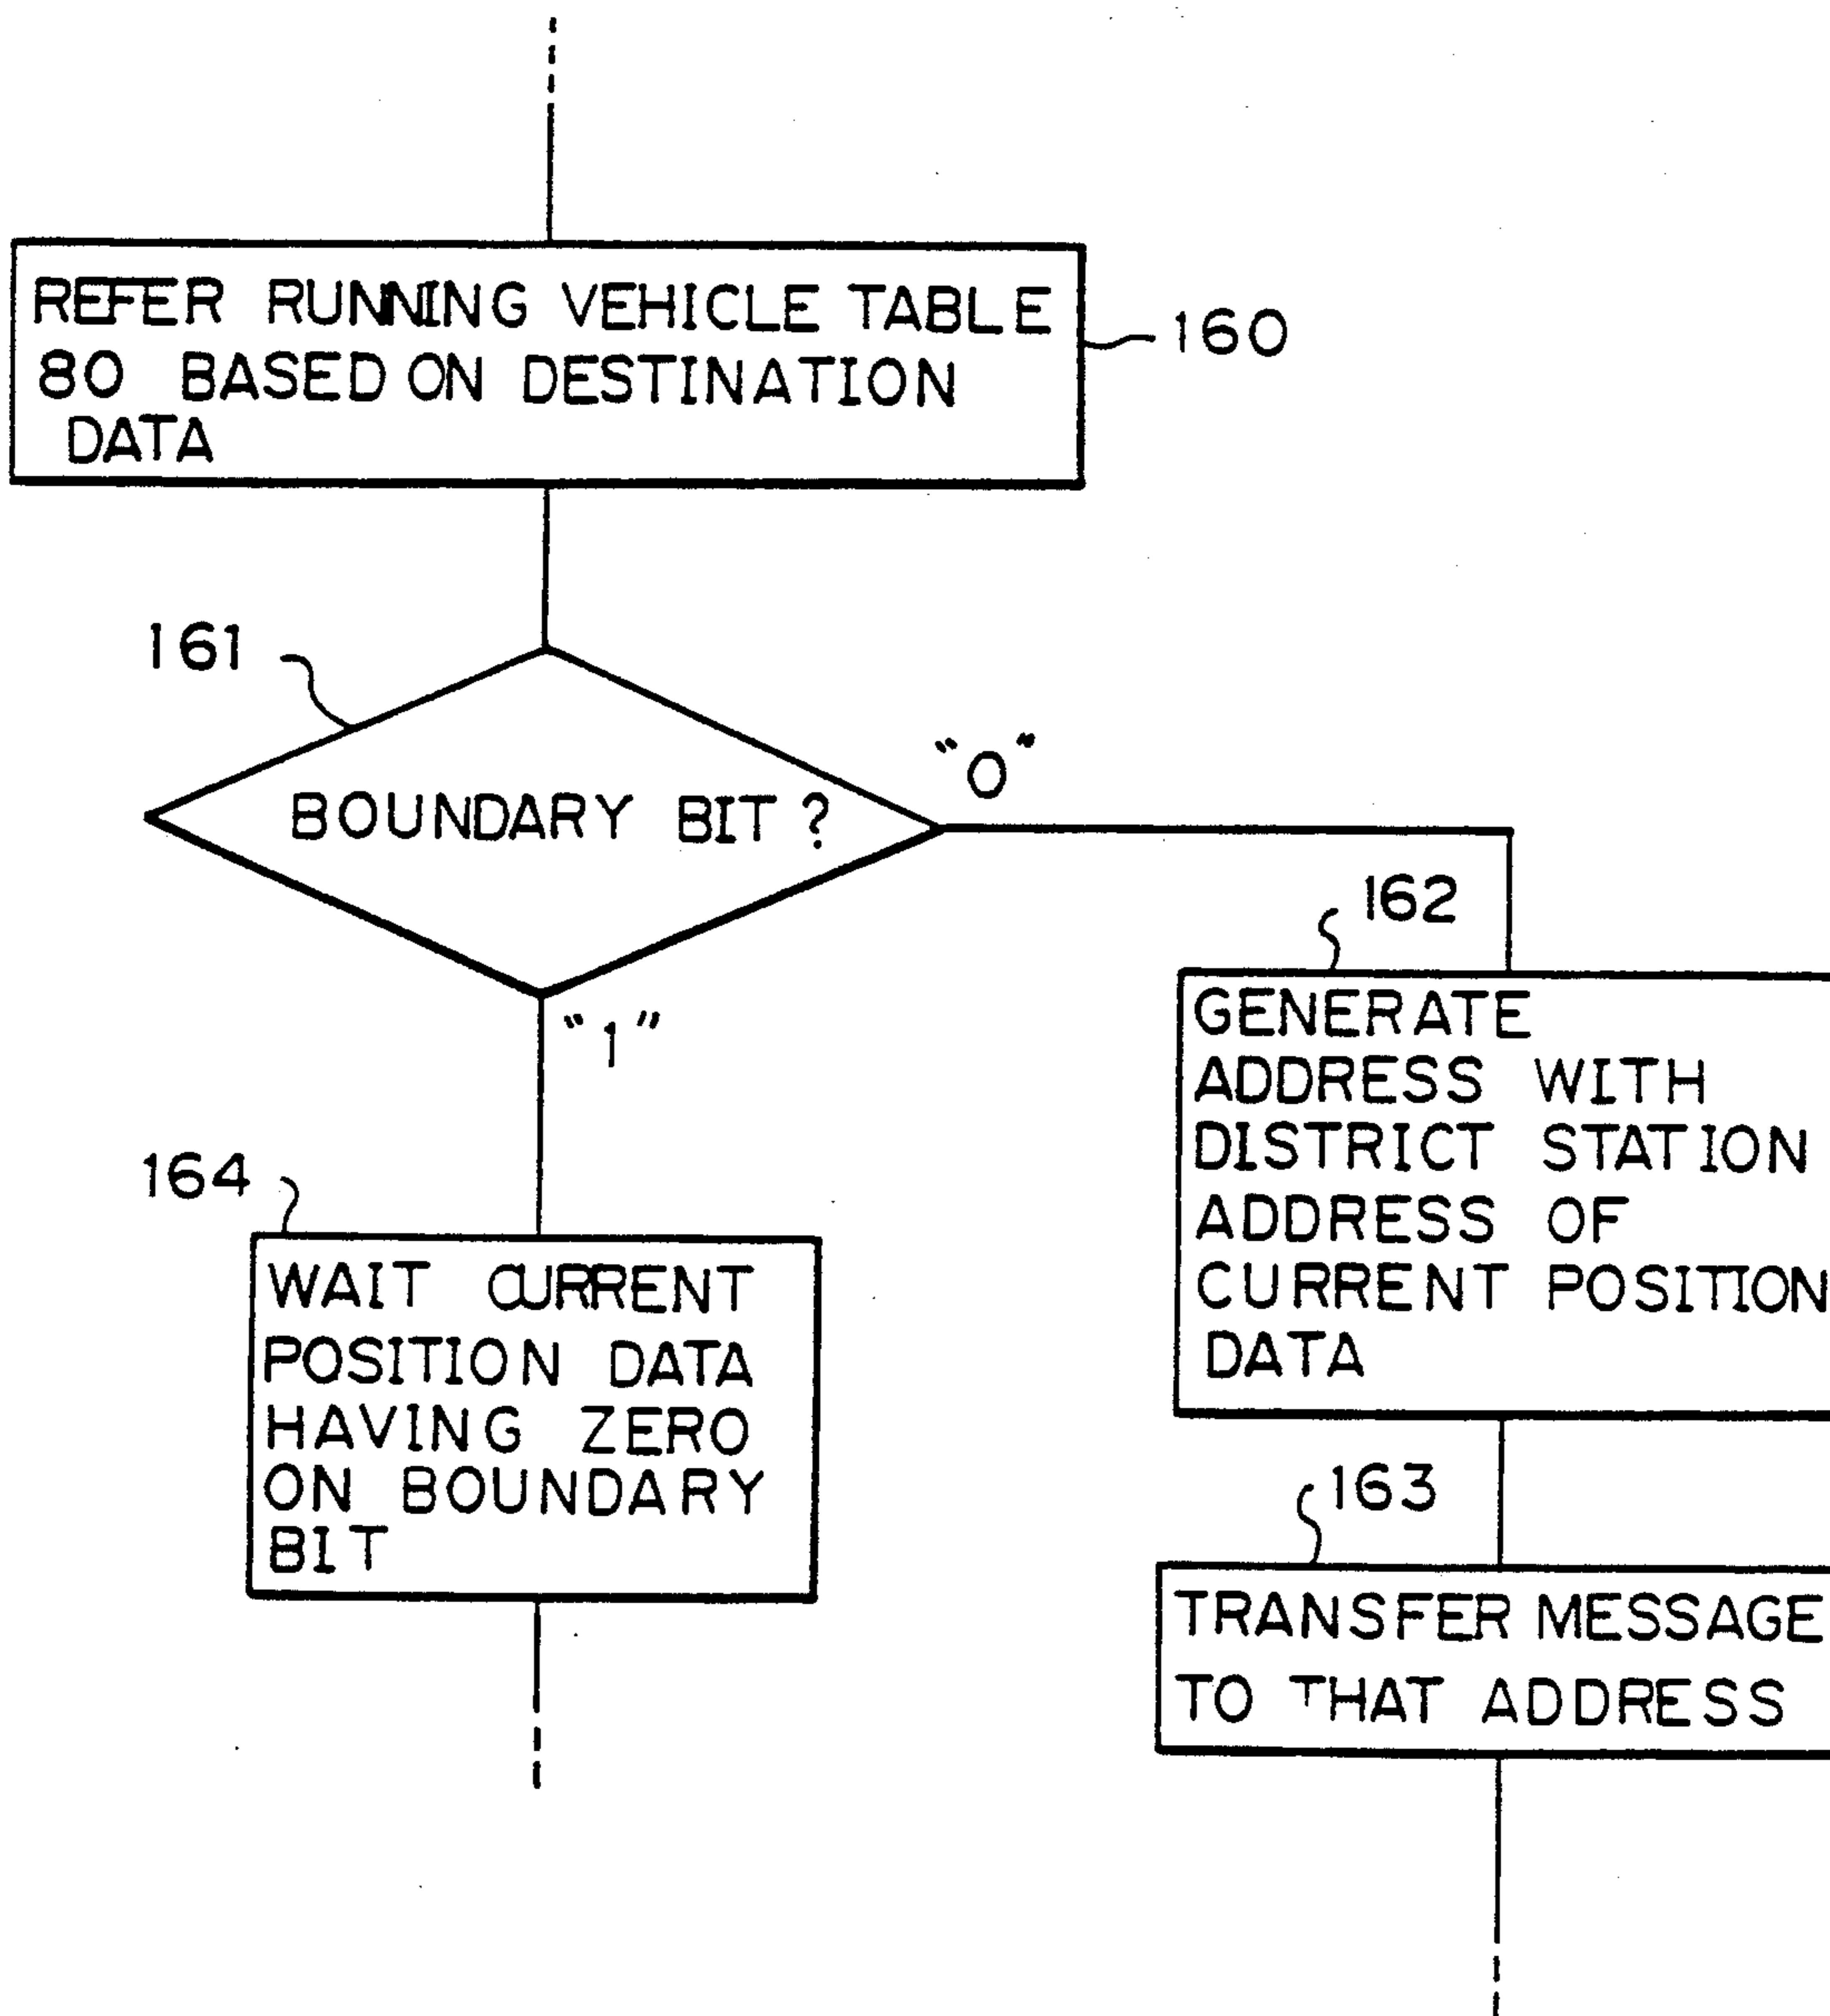 REFER RUNNING VEHICLE TABLE
80 BASED ON DESTINATION
DATA
160
161
BOUNDARY BIT ?
"0"
"1"
162
GENERATE
ADDRESS WITH
DISTRICT STATION
ADDRESS OF
CURRENT POSITION
DATA
164
WAIT CURRENT
POSITION DATA
HAVING ZERO
ON BOUNDARY
BIT
163
TRANSFER MESSAGE
TO THAT ADDRESS